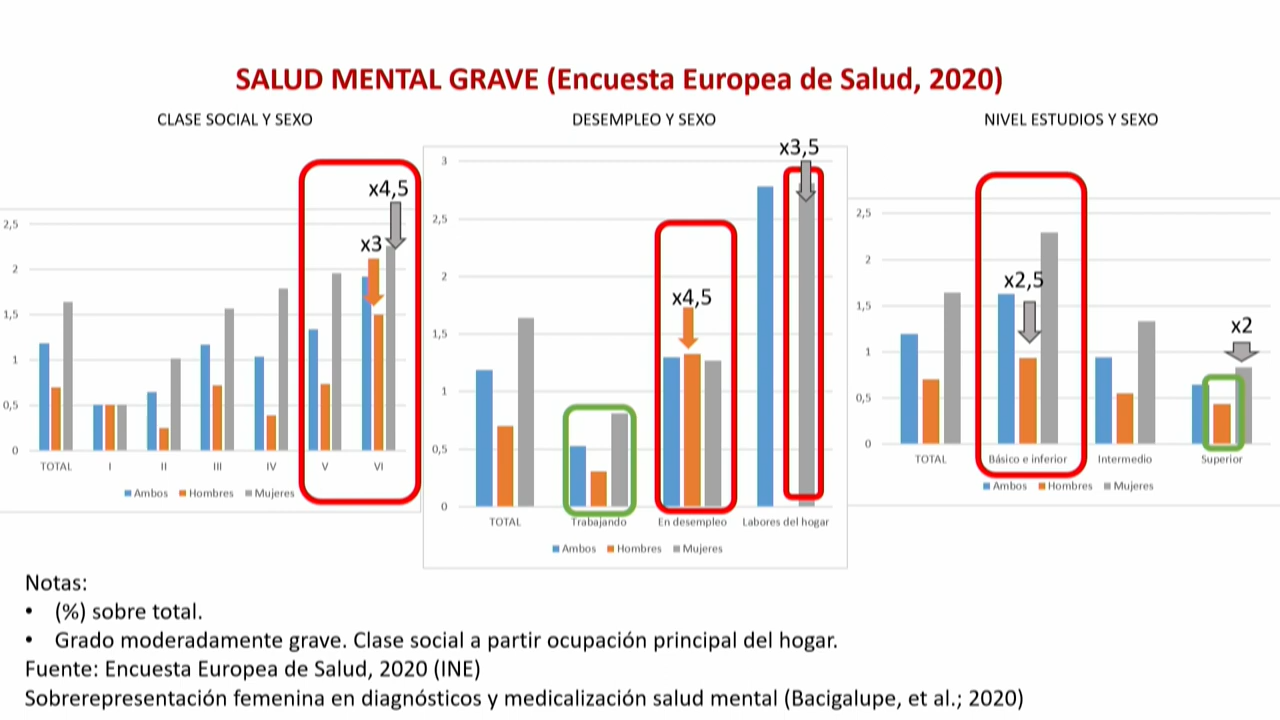 SALUD MENTAL GRAVE (Encuesta Europea de Salud, 2020)
CLASE SOCIAL Y SEXO
2,5
2
1,5
1
0,5
0
x4,5
x3
TOTAL I II III IV V VI
Ambos Hombres Mujeres
DESEMPLEO Y SEXO
3
2,5
2
1,5
1
0,5
0
x3,5
x4,5
TOTAL Trabajando En desempleo Labores del hogar
Ambos Hombres Mujeres
NIVEL ESTUDIOS Y SEXO
2,5
2
1,5
1
0,5
0
x2,5
x2
TOTAL Básico e inferior Intermedio Superior
Ambos Hombres Mujeres
Notas:
• (%) sobre total.
• Grado moderadamente grave. Clase social a partir ocupación principal del hogar.
Fuente: Encuesta Europea de Salud, 2020 (INE)
Sobrerepresentación femenina en diagnósticos y medicalización salud mental (Bacigalupe, et al.; 2020)